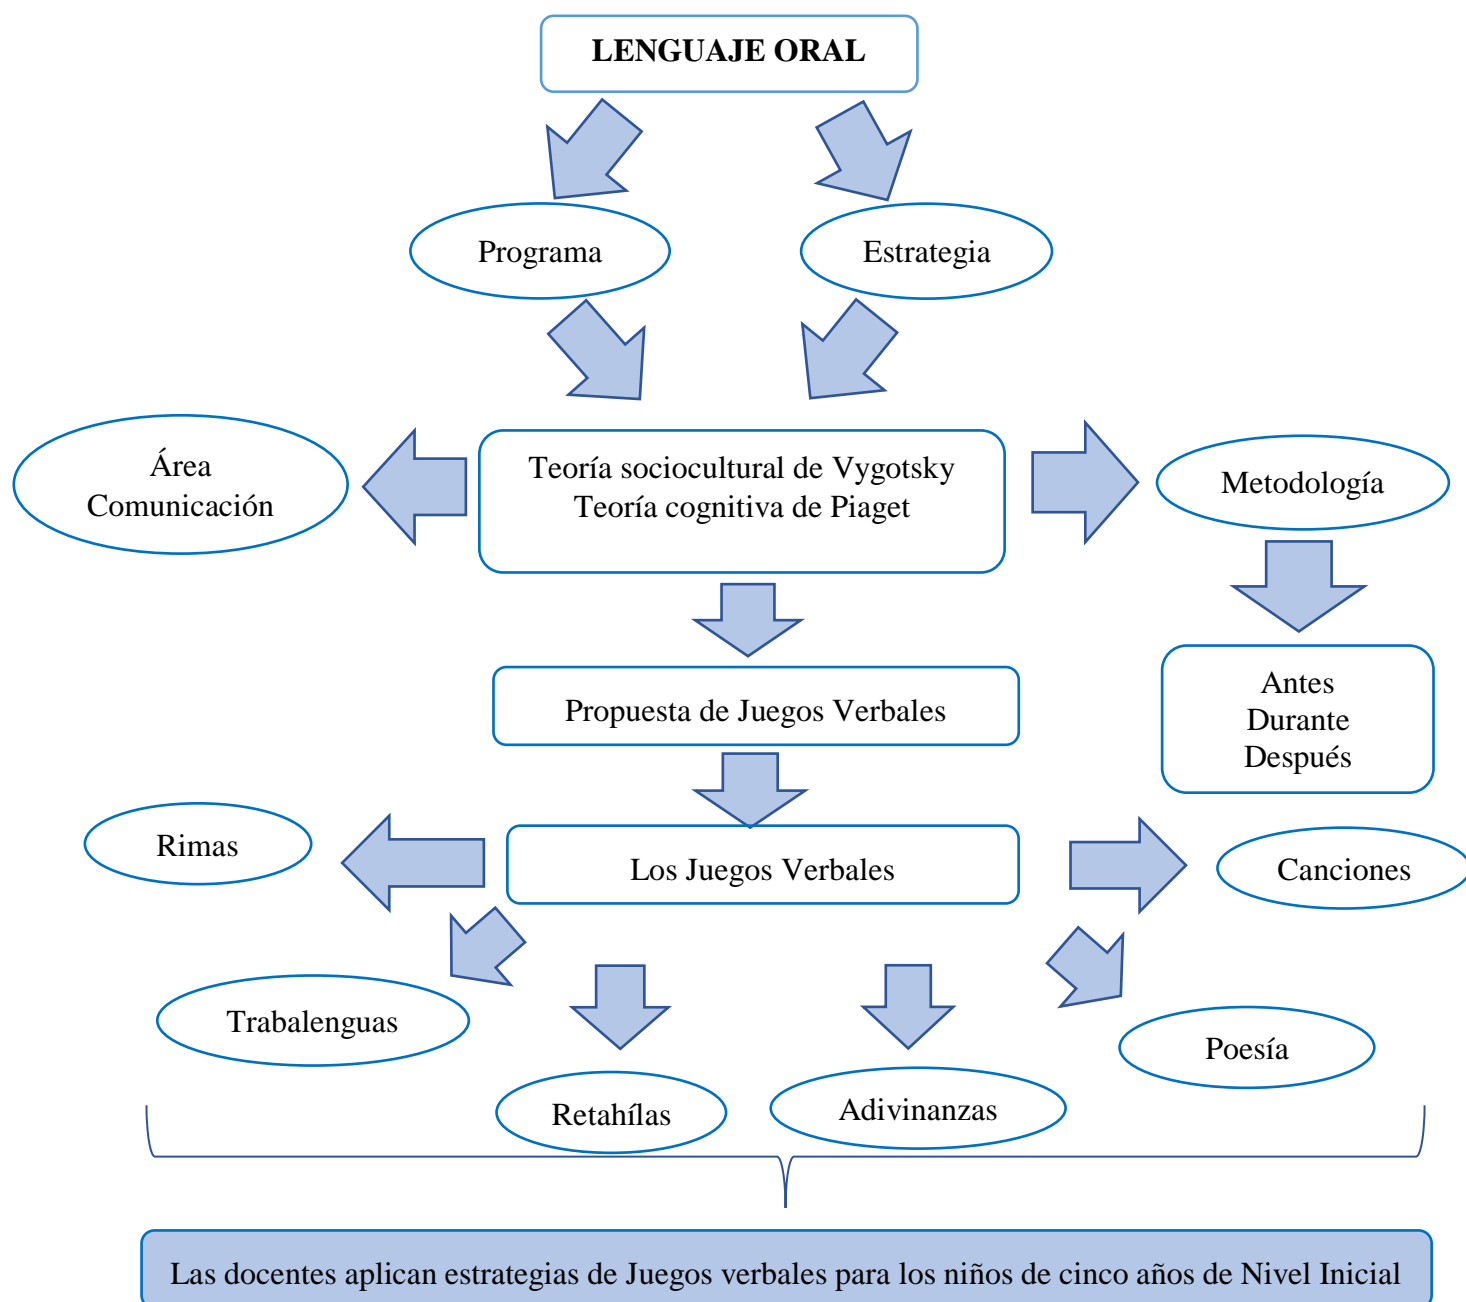 LENGUAJE ORAL
Programa
Estrategia
Área
Comunicación
Teoría sociocultural de Vygotsky
Teoría cognitiva de Piaget
Metodología
Antes
Durante
Después
Propuesta de Juegos Verbales
Los Juegos Verbales
Rimas
Canciones
Trabalenguas
Poesía
Retahílas
Adivinanzas
Las docentes aplican estrategias de Juegos verbales para los niños de cinco años de Nivel Inicial